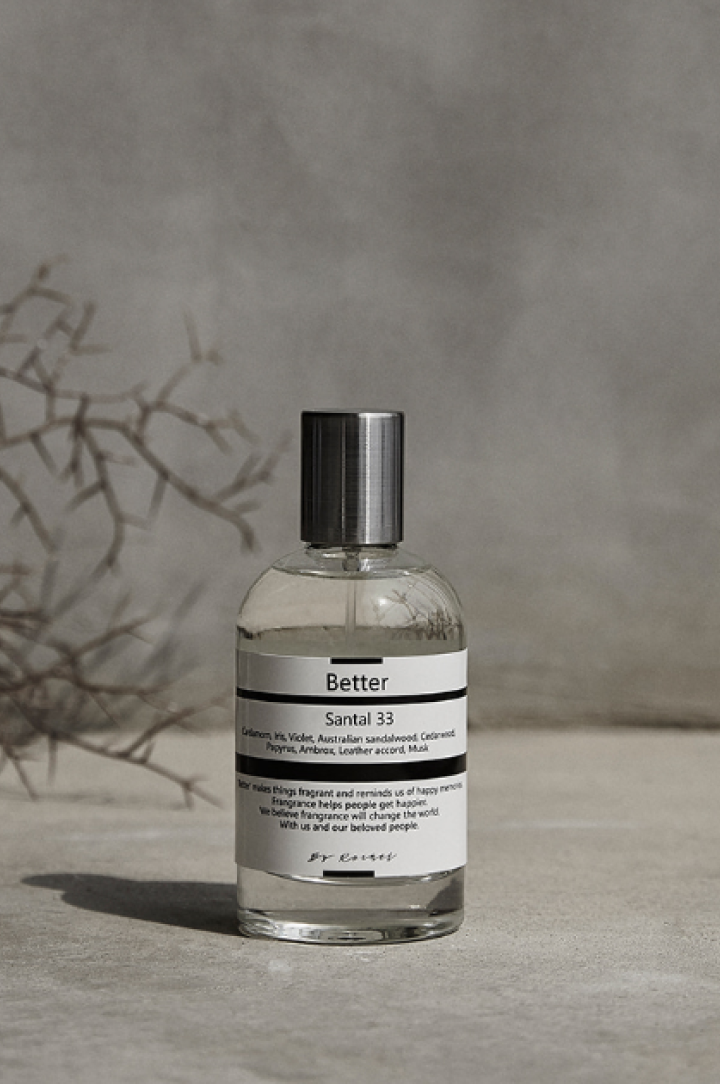 Better
Santal 33
Cardamom, Iris, Violet, Australian sandalwood, Cedarwood,
Papyrus, Ambrox, Leather accord, Musk
Better' makes things fragrant and reminds us of happy memories.
Frangrance helps people get happier.
We believe frangrance will change the world.
With us and our beloved people.
By